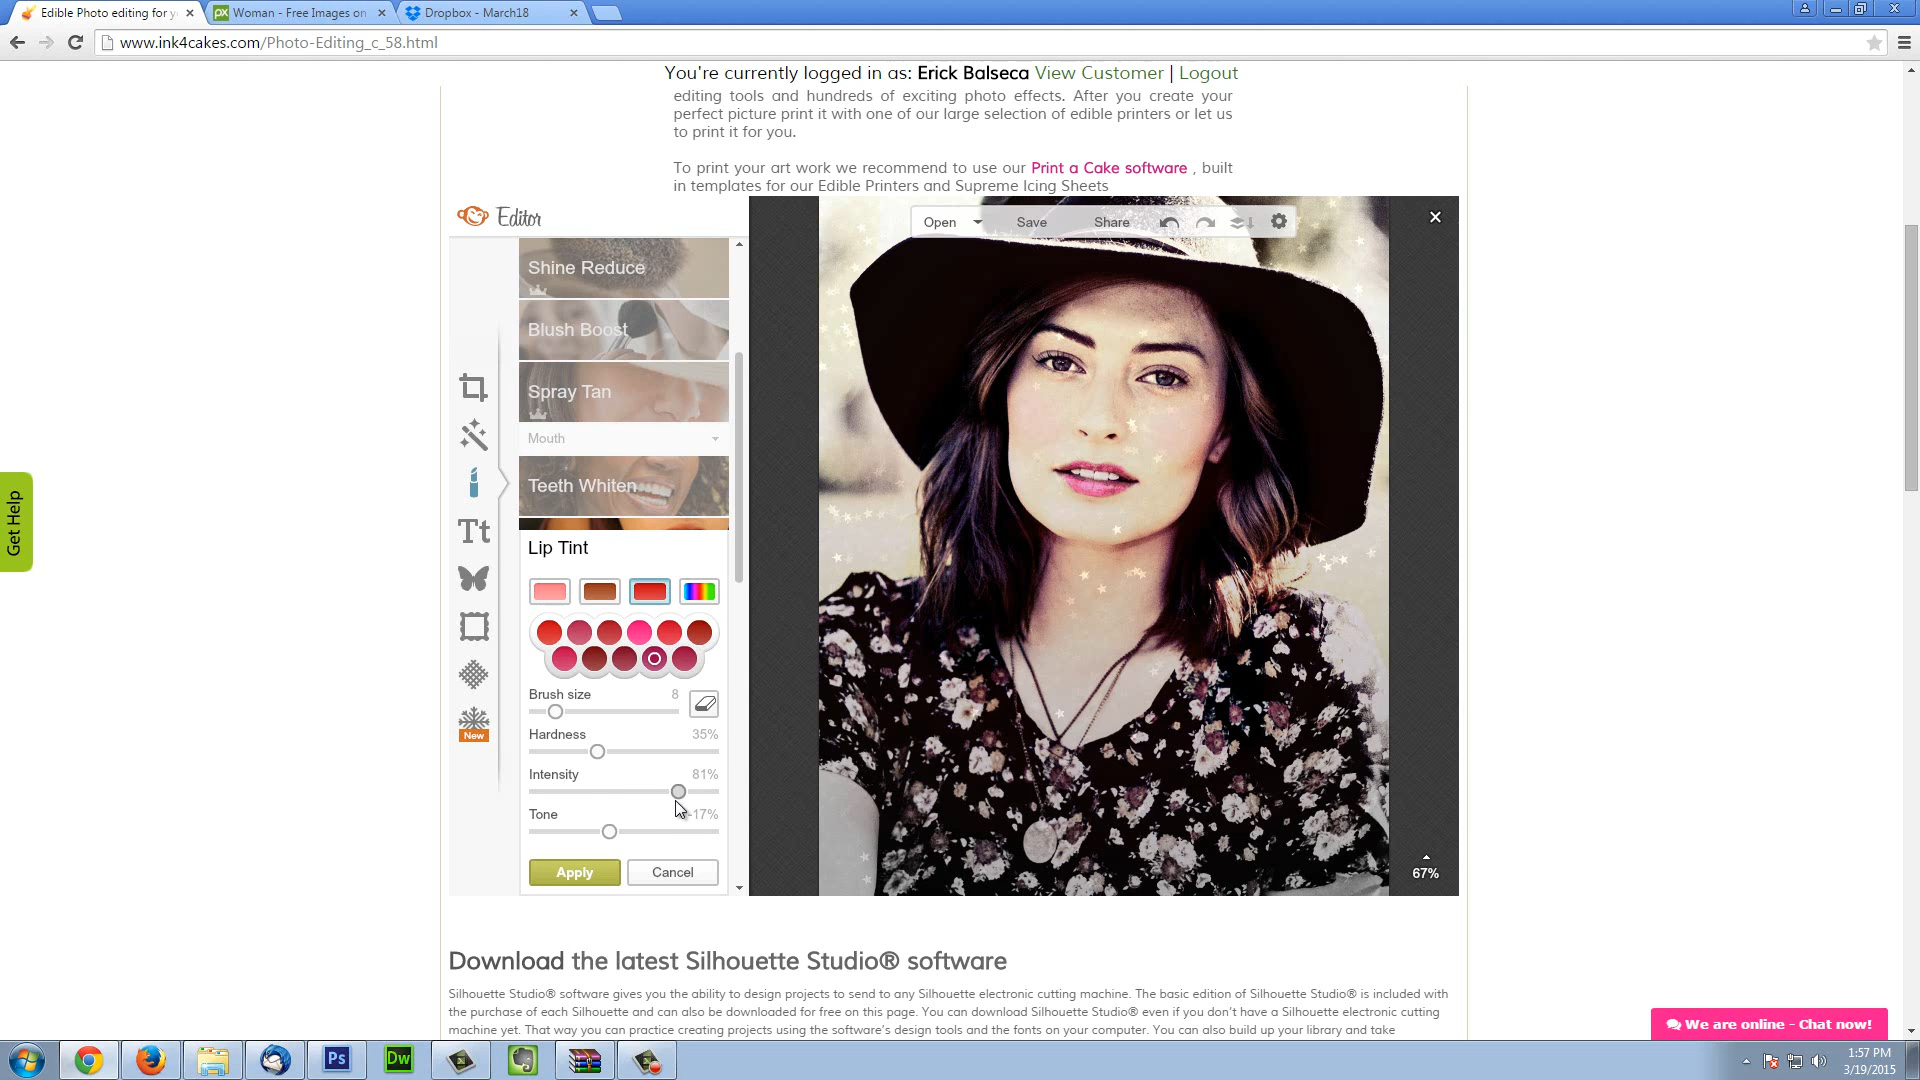 Edible Photo editing for y
Woman - Free Images on
Dropbox - March18
www.ink4cakes.com/Photo-Editing_c_58.html
You're currently logged in as: Erick Balseca View Customer | Logout
editing tools and hundreds of exciting photo effects. After you create your
perfect picture print it with one of our large selection of edible printers or let us
to print it for you.
To print your art work we recommend to use our Print a Cake software , built
in templates for our Edible Printers and Supreme Icing Sheets
Editor
Open
Save
Share
Shine Reduce
Blush Boost
Spray Tan
Mouth
Teeth Whiten
Lip Tint
Brush size 8
Hardness 35%
Intensity 81%
Tone -17%
Apply
Cancel
Tt
New
67%
Get Help
Download the latest Silhouette Studio® software
Silhouette Studio® software gives you the ability to design projects to send to any Silhouette electronic cutting machine. The basic edition of Silhouette Studio® is included with
the purchase of each Silhouette and can also be downloaded for free on this page. You can download Silhouette Studio® even if you don't have a Silhouette electronic cutting
machine yet. That way you can practice creating projects using the software's design tools and the fonts on your computer. You can also build up your library and take
We are online - Chat now!
Ps
Dw
1:57 PM
3/19/2015